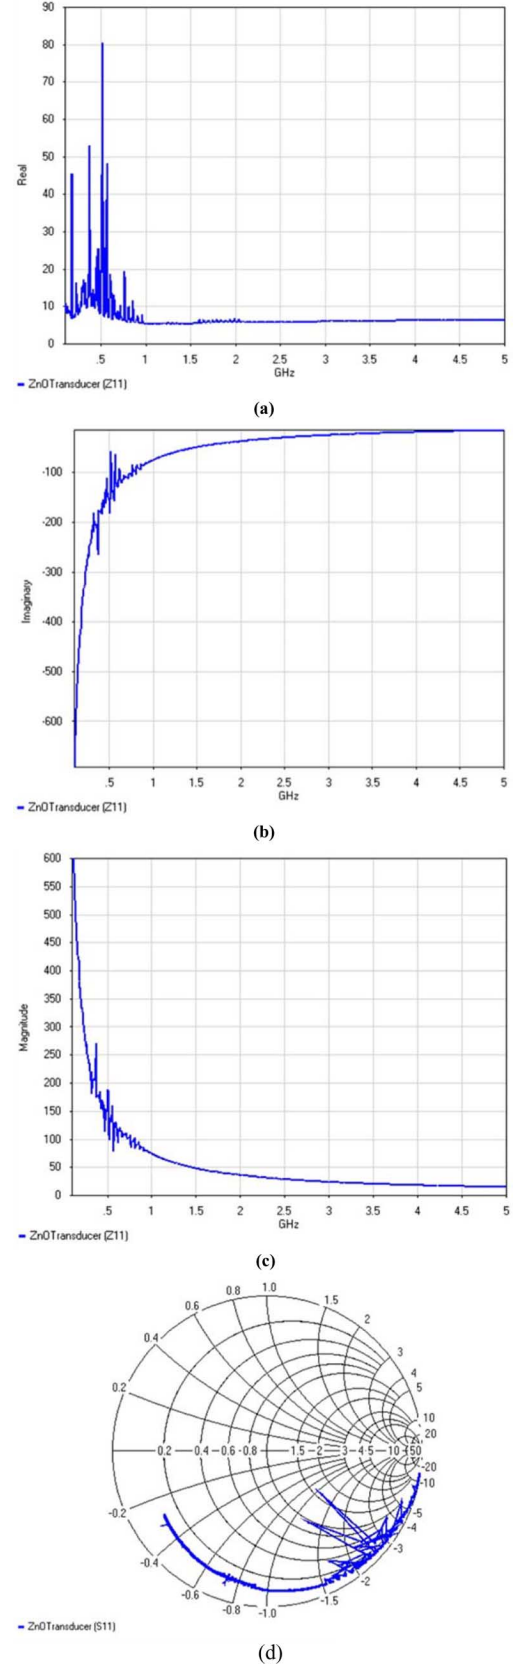 90
80
70
60
50
40
30
20
10
0
Real
.5 1 1.5 2 2.5 3 3.5 4 4.5 5
GHz
ZnOTransducer (Z11)
(a)
-100
-200
-300
-400
-500
-600
Imaginary
.5 1 1.5 2 2.5 3 3.5 4 4.5 5
GHz
ZnOTransducer (Z11)
(b)
600
550
500
450
400
350
300
250
200
150
100
50
0
Magnitude
.5 1 1.5 2 2.5 3 3.5 4 4.5 5
GHz
ZnOTransducer (Z11)
(c)
1.0
0.8 1.5
0.6 2
0.4 3
4
0.2 5
10
20
0.2 0.4 0.6 0.8 1.5 2 3 4 5 10 50
-20
-10
-0.2 -5
-4
-0.4 -3
-0.6 -2
-0.8 -1.0 -1.5
ZnOTransducer (S11)
(d)